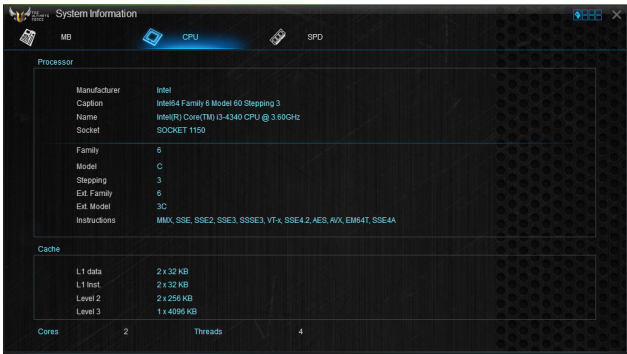 THE ULTIMATE FORCE
System Information
MB CPU SPD
Processor
Manufacturer Intel
Caption Intel64 Family 6 Model 60 Stepping 3
Name Intel(R) Core(TM) i3-4340 CPU @ 3.60GHz
Socket SOCKET 1150
Family 6
Model C
Stepping 3
Ext. Family 6
Ext. Model 3C
Instructions MMX, SSE, SSE2, SSE3, SSSE3, VT-x, SSE4.2, AES, AVX, EM64T, SSE4A
Cache
L1 data 2 x 32 KB
L1 Inst. 2 x 32 KB
Level 2 2 x 256 KB
Level 3 1 x 4096 KB
Cores 2 Threads 4